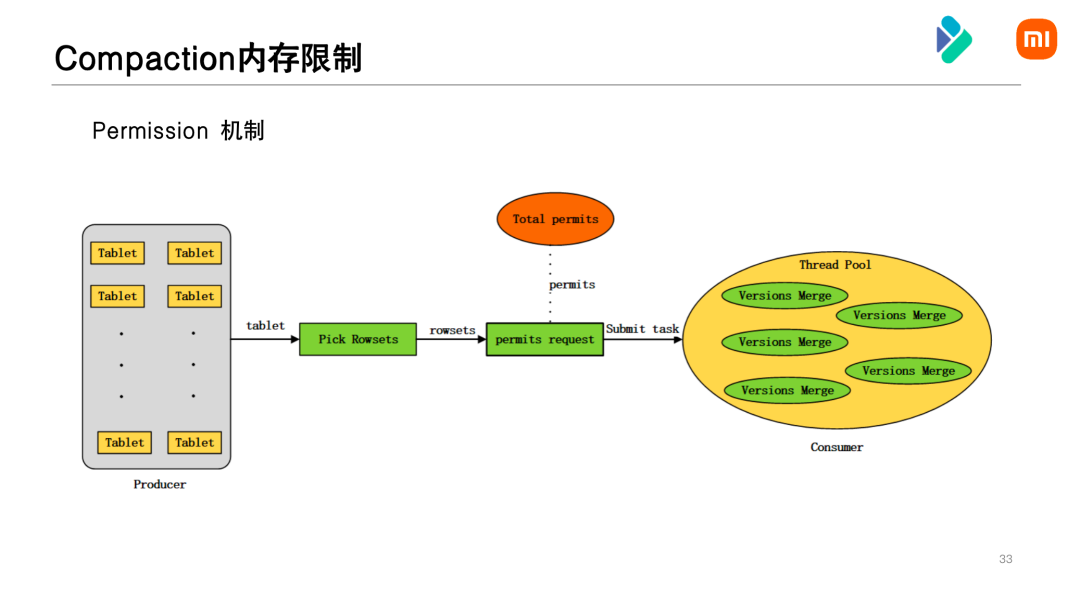 Compaction内存限制
mi
Permission 机制
Total permits
permits
Tablet Tablet
Tablet Tablet
Tablet Tablet
Producer
tablet
Pick Rowsets
rowsets
permits request
Submit task
Thread Pool
Versions Merge
Versions Merge
Versions Merge
Versions Merge
Versions Merge
Consumer
33